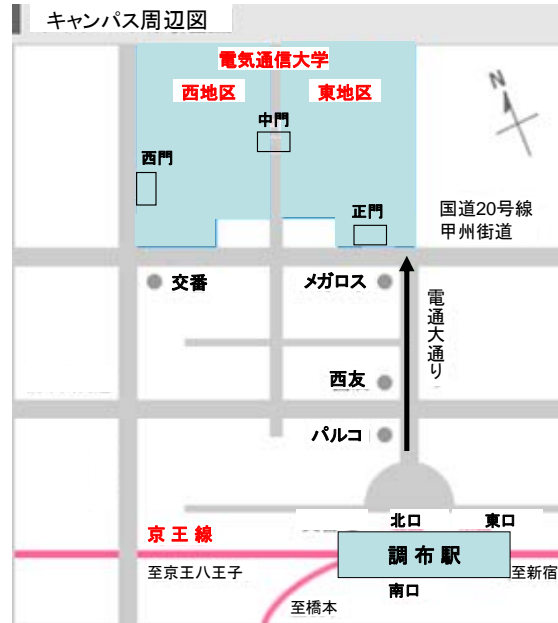 キャンパス周辺図
電気通信大学
西地区
東地区
N
中門
西門
正門
国道20号線
甲州街道
交番
メガロス
電通大通り
西友
パルコ
北口
東口
京王線
調布駅
至京王八王子
至新宿
南口
至橋本